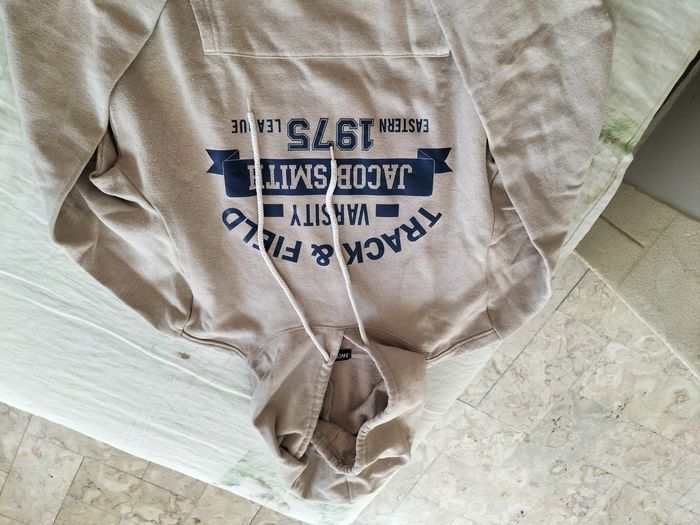 TRACK & FIELD
VARSITY
JACOB SMITH
1975
EASTERN LEAGUE